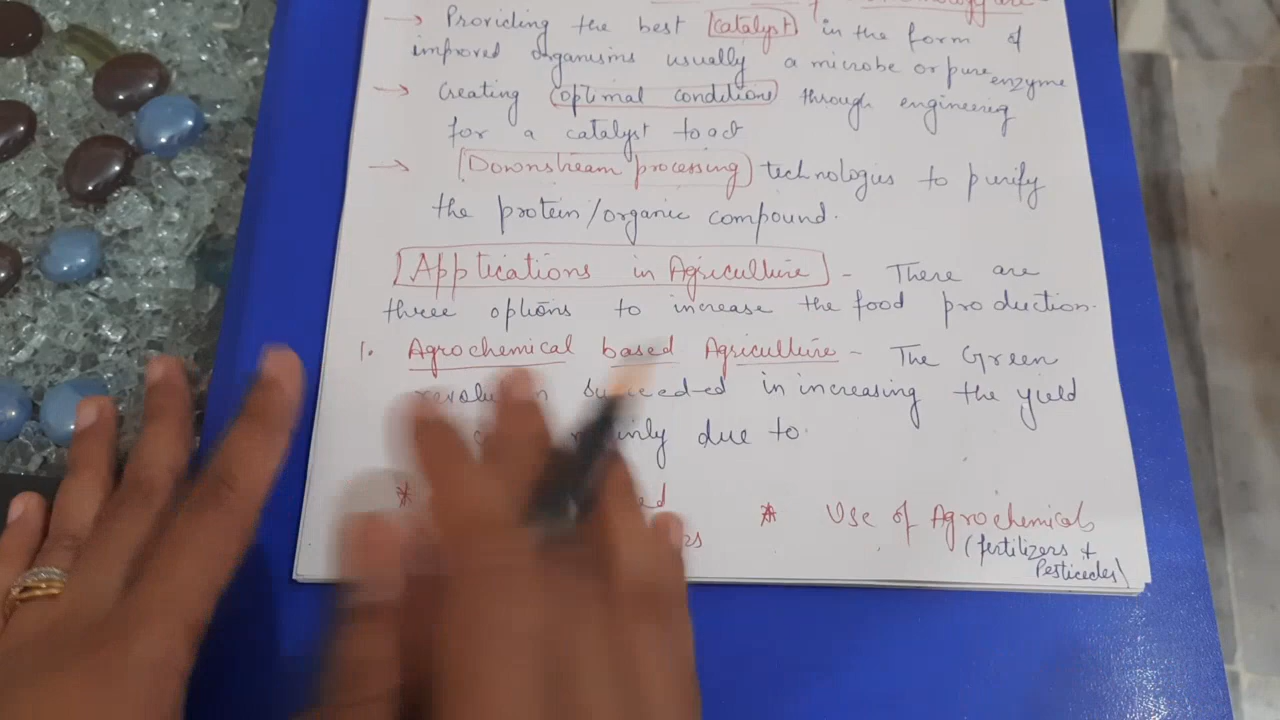 → Providing the best catalyst in the form of
improved organisms usually a microbe or pure enzyme
→ Creating optimal conditions through engineering
for a catalyst to act
→ Downstream processing technologies to purify
the protein/organic compound.
Applications in Agriculture - There are
three options to increase the food production.
1. Agrochemical based Agriculture - The Green
succeeded in increasing the yield
due to
* * Use of Agrochemicals
(fertilizers +
Pesticedes)